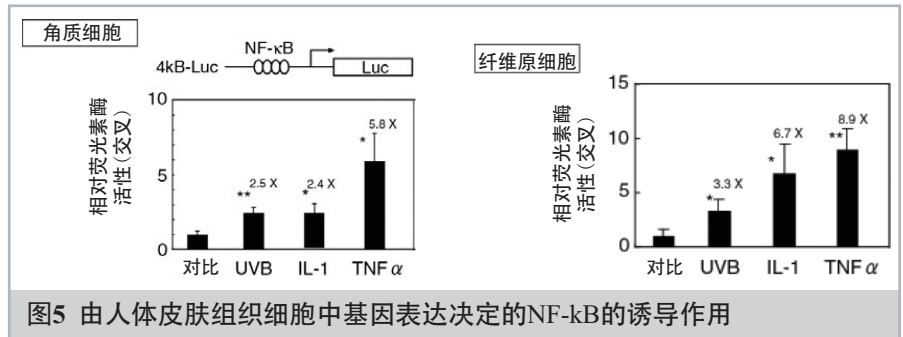 角质细胞
NF-κB
4kB-Luc
Luc
相对荧光素酶
活性(交叉)
10
5
0
**
2.5 X
*
2.4 X
*
5.8 X
对比 UVB IL-1 TNF α
纤维原细胞
相对荧光素酶
活性(交叉)
15
10
5
0
*
3.3 X
*
6.7 X
**
8.9 X
对比 UVB IL-1 TNF α
图5 由人体皮肤组织细胞中基因表达决定的NF-kB的诱导作用